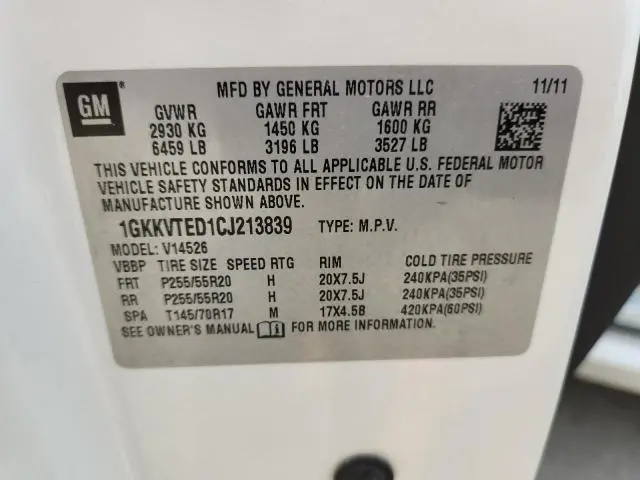 GM ® MFD BY GENERAL MOTORS LLC 11/11
GVWR GAWR FRT GAWR RR
2930 KG 1450 KG 1600 KG
6459 LB 3196 LB 3527 LB
THIS VEHICLE CONFORMS TO ALL APPLICABLE U.S. FEDERAL MOTOR
VEHICLE SAFETY STANDARDS IN EFFECT ON THE DATE OF
MANUFACTURE SHOWN ABOVE.
1GKKVTED1CJ213839 TYPE: M.P.V.
MODEL: V14526
VBBP TIRE SIZE SPEED RTG RIM COLD TIRE PRESSURE
FRT P255/55R20 H 20X7.5J 240KPA(35PSI)
RR P255/55R20 H 20X7.5J 240KPA(35PSI)
SPA T145/70R17 M 17X4.5B 420KPA(60PSI)
SEE OWNER'S MANUAL FOR MORE INFORMATION.